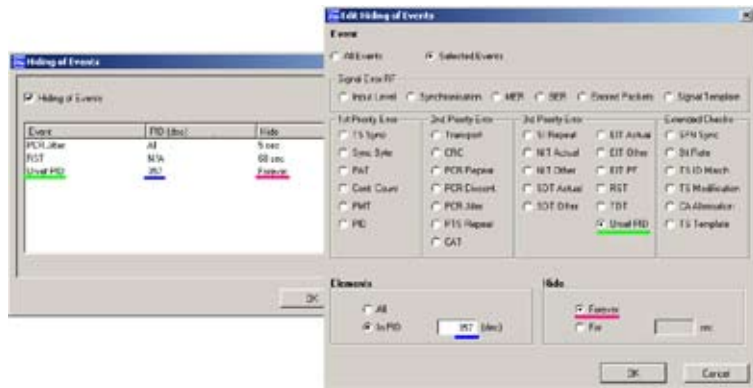 Hiding of Events
Hiding of Events
Event PID (dec) Hide
PCR Jitter All 5 sec
RST N/A 60 sec
Unref PID 357 Forever
OK
Edit Hiding of Events
Event
All Events Selected Events
Signal Error RF
Input Level Synchronisation MER BER Errored Packets Signal Template
1st Priority Error 2nd Priority Error 3rd Priority Error Extended Checks
TS Sync Transport SI Repeat EIT Actual SFN Sync
Sync Byte CRC NIT Actual EIT Other Bit Rate
PAT PCR Repeat NIT Other EIT PF TS ID Match
Cont. Count PCR Discont. SDT Actual RST TS Modification
PMT PCR Jitter SDT Other TDT CA Alternation
PID PTS Repeat Unref PID TS Template
CAT
Elements Hide
All Forever
In PID 357 (dec) For sec
OK Cancel